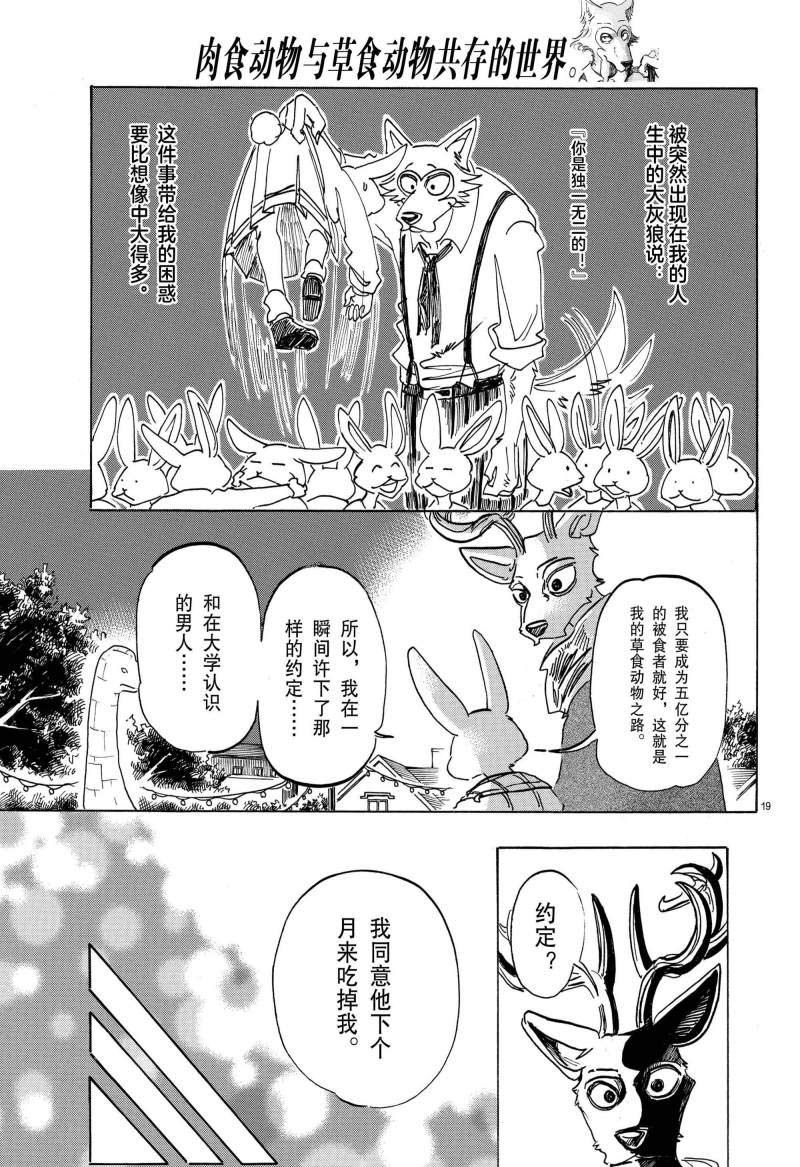 肉食动物与草食动物共存的世界。
被突然出现在我的人
生中的大灰狼说：
『你是独一无二的！』
这件事带给我的困惑
要比想像中大得多。
我只要成为五亿分之一
的被食者就好，这就是
我的草食动物之路。
所以，我在一
瞬间许下了那
样的约定……
和在大学认识
的男人……
19
约定？
我同意他下个
月来吃掉我。